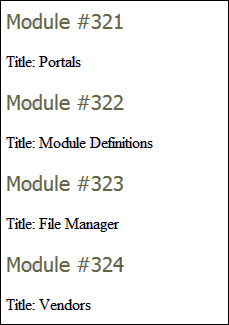 Module #321
Title: Portals
Module #322
Title: Module Definitions
Module #323
Title: File Manager
Module #324
Title: Vendors